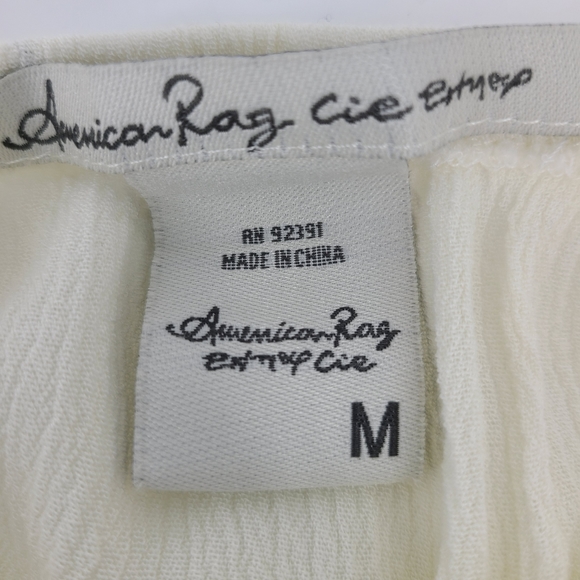 American Rag Cie
RN 92391
MADE IN CHINA
American Rag
Cie
M